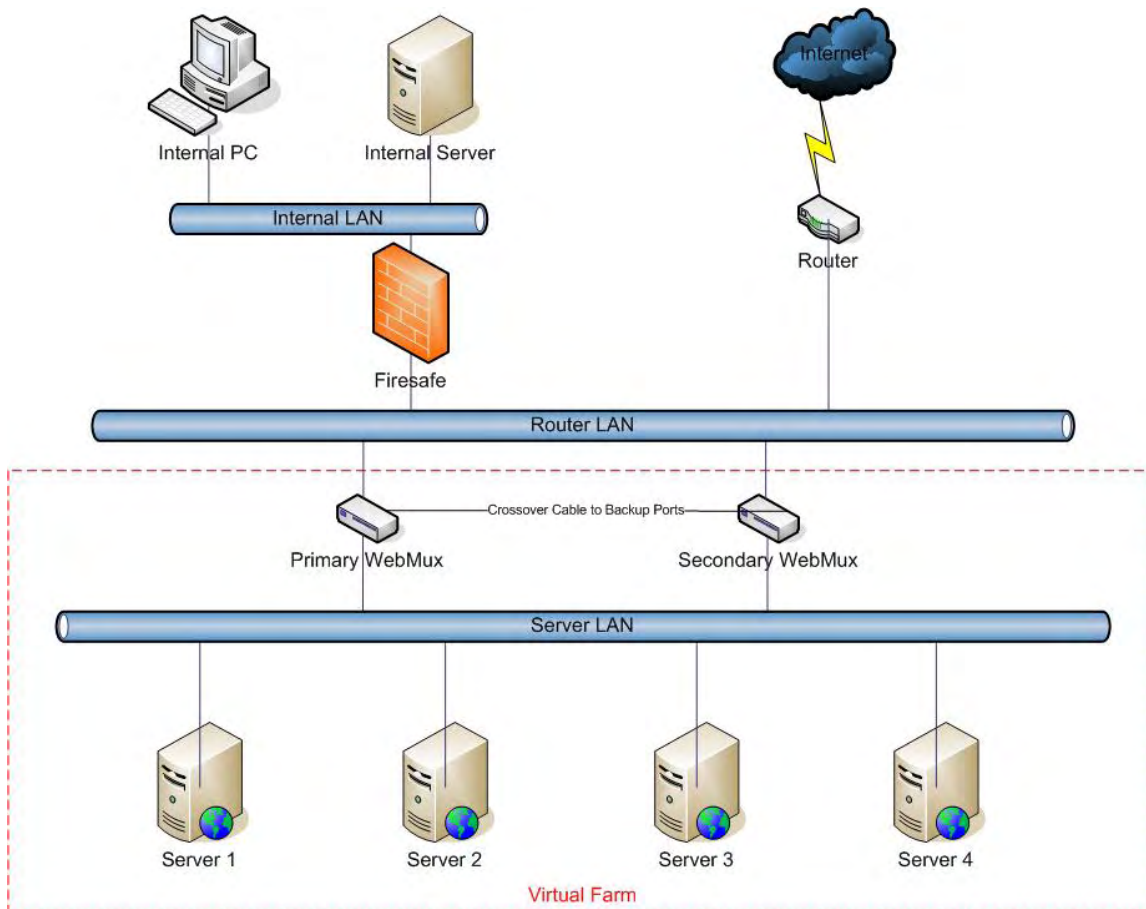 Internet
Internal PC
Internal Server
Internal LAN
Router
Firesafe
Router LAN
Crossover Cable to Backup Ports
Primary WebMux
Secondary WebMux
Server LAN
Server 1
Server 2
Server 3
Server 4
Virtual Farm